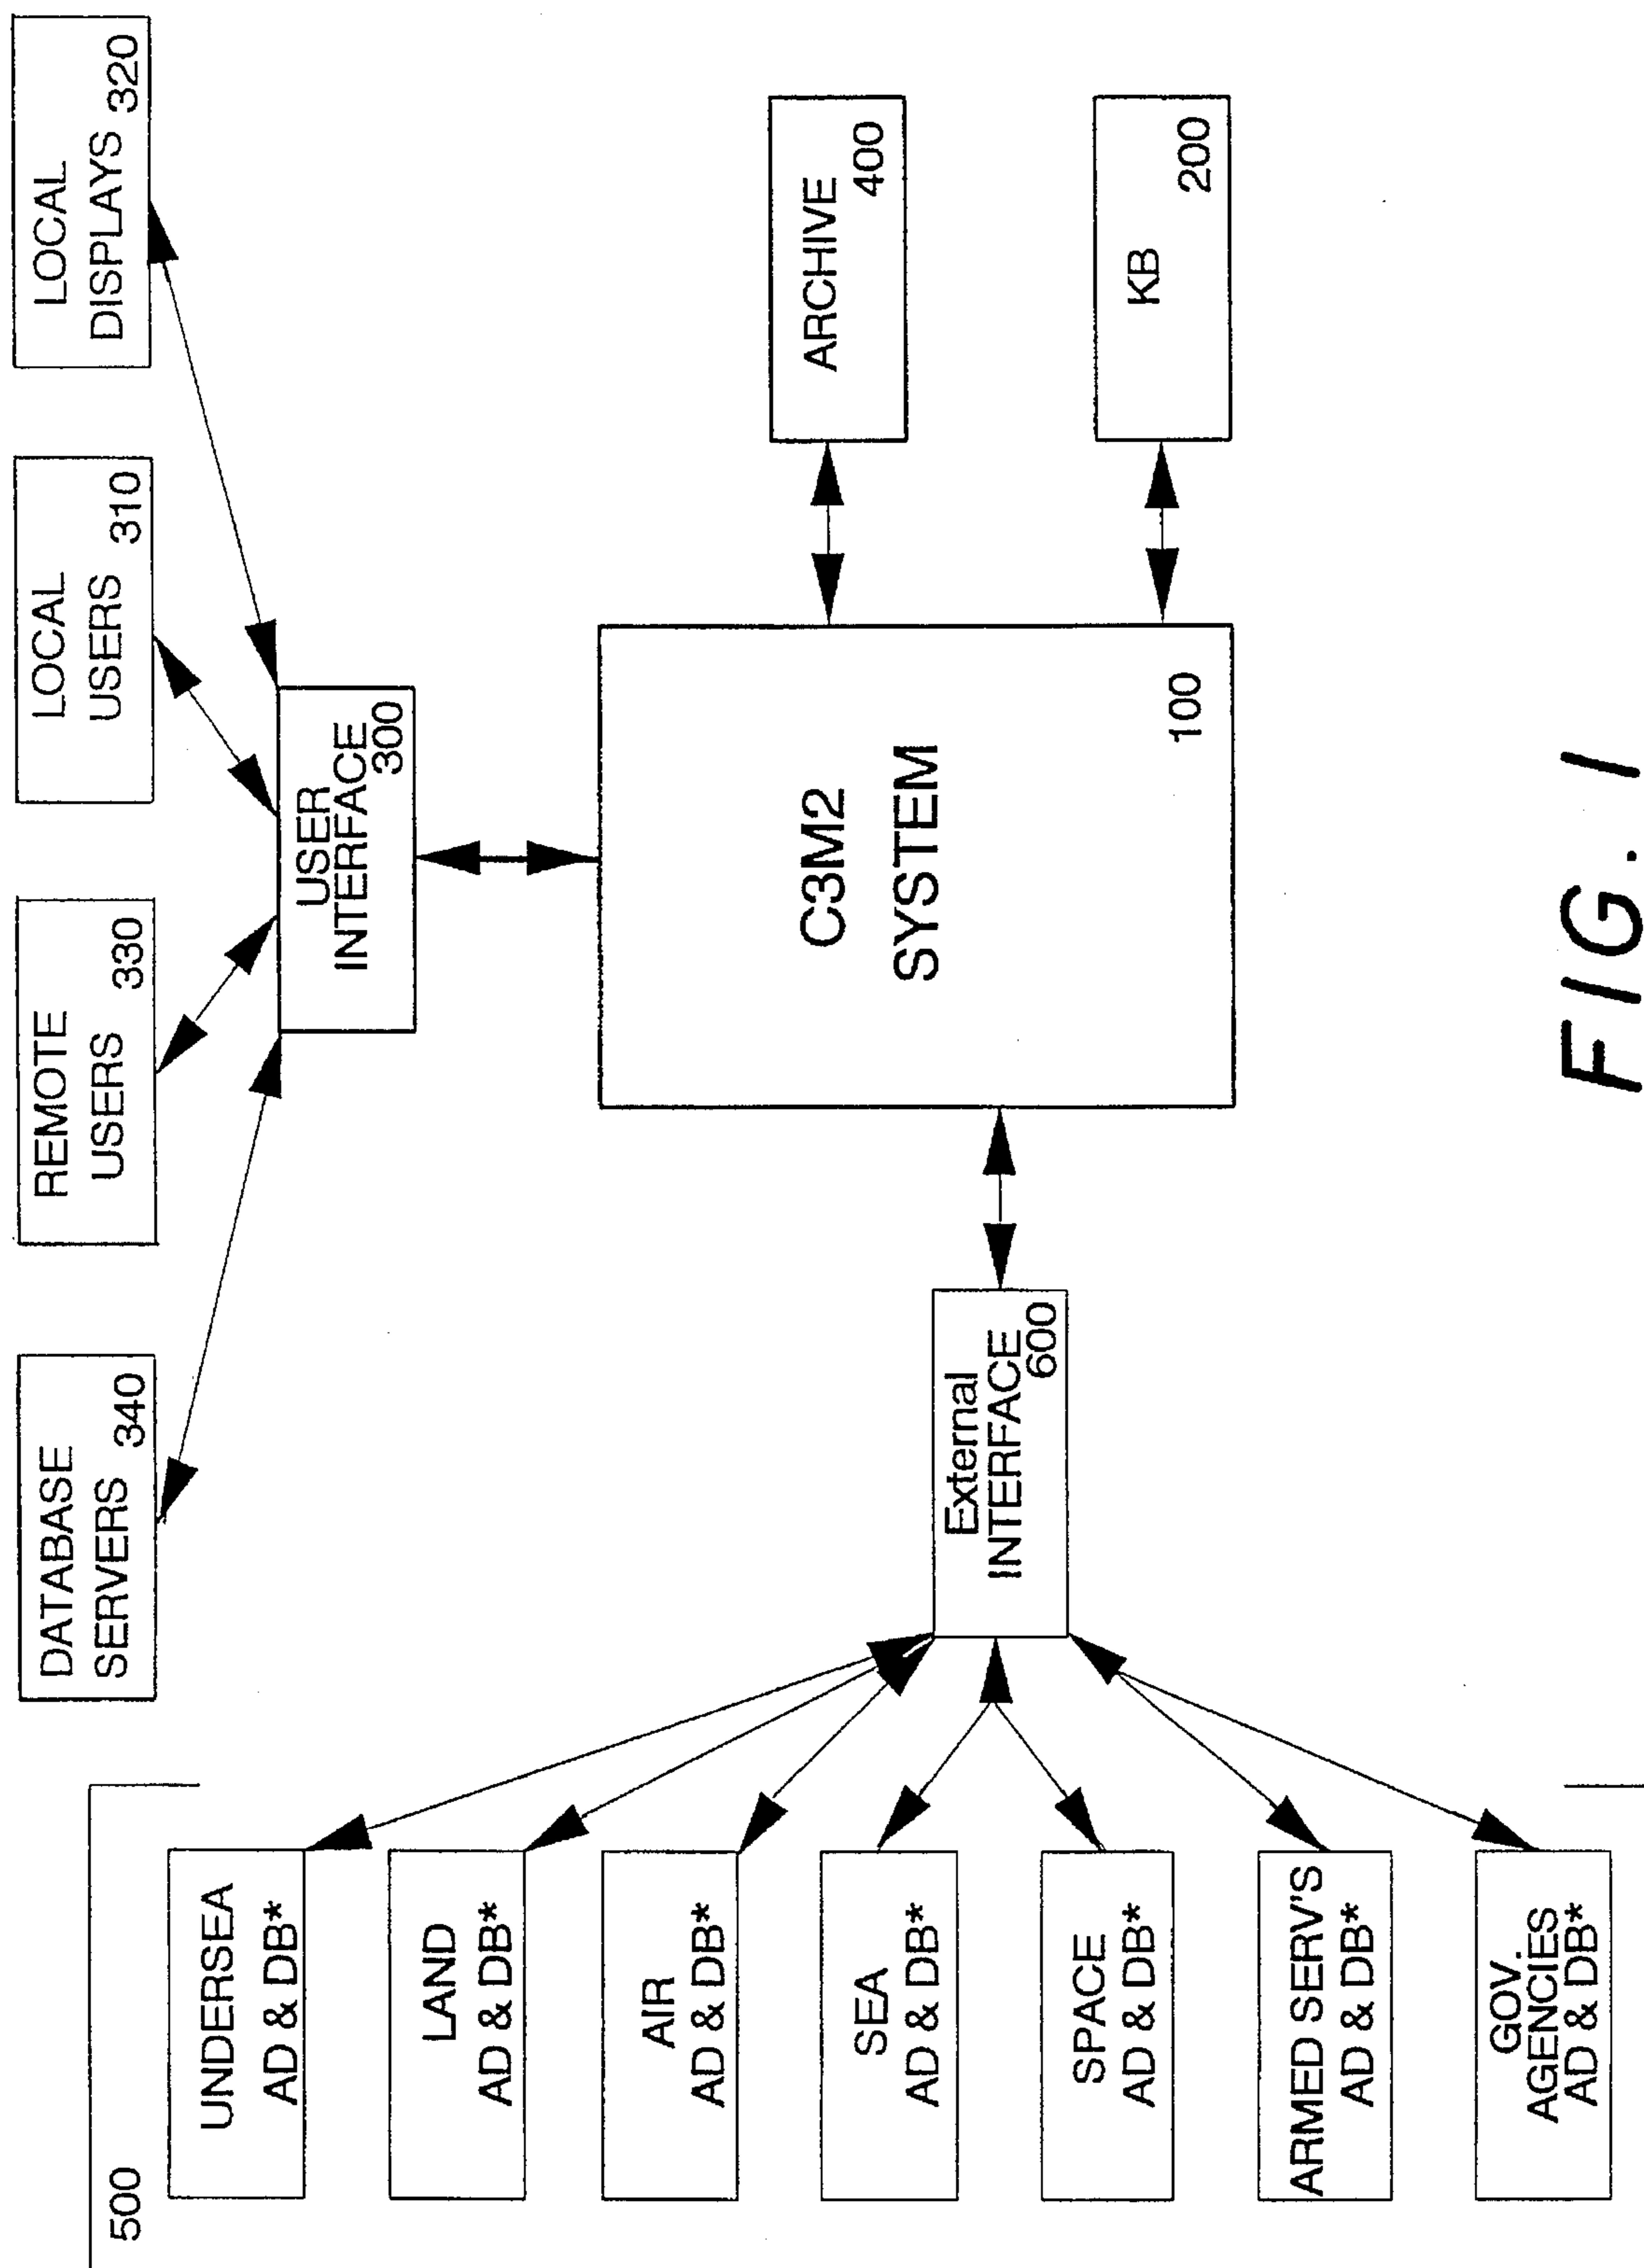 DATABASE
SERVERS 340
REMOTE
USERS 330
LOCAL
USERS 310
LOCAL
DISPLAYS 320
USER
INTERFACE
300
500
UNDERSEA
AD & DB*
LAND
AD & DB*
AIR
AD & DB*
SEA
AD & DB*
SPACE
AD & DB*
ARMED SERV'S
AD & DB*
GOV.
AGENCIES
AD & DB*
External
INTERFACE
600
C3M2
SYSTEM
100
ARCHIVE
400
KB
200
FIG. 1